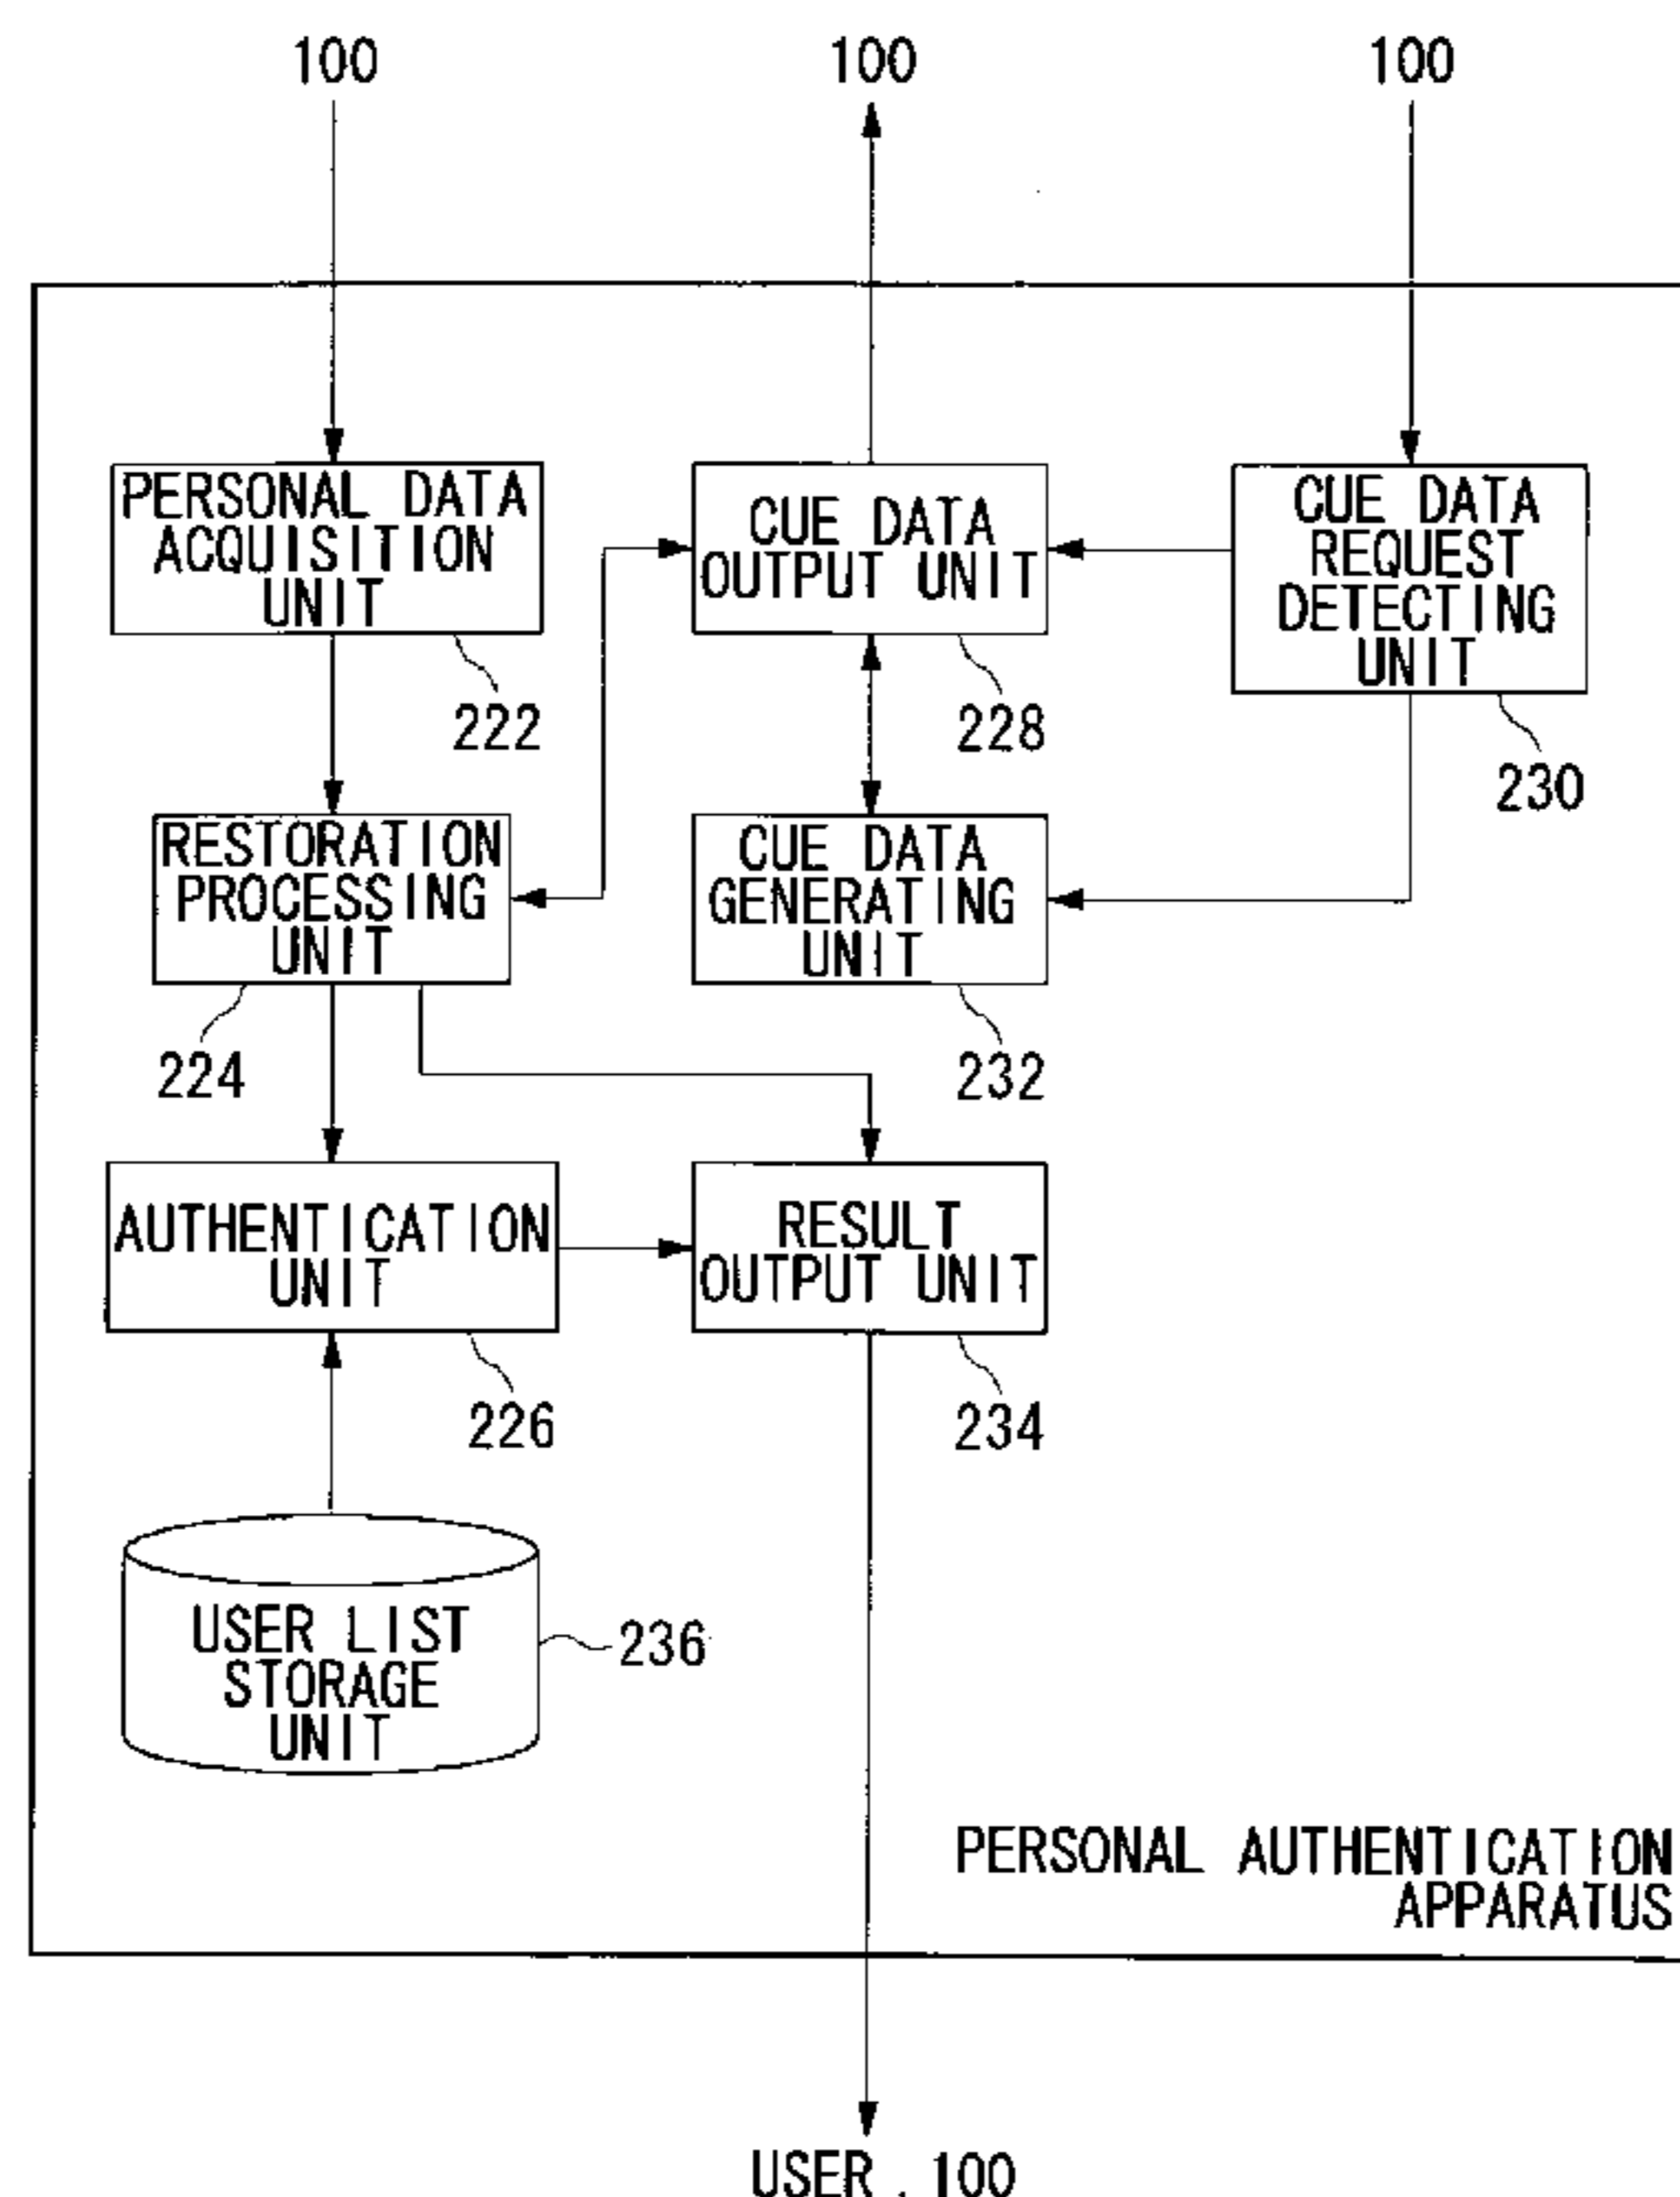 100
100
100
PERSONAL DATA
ACQUISITION
UNIT
CUE DATA
OUTPUT UNIT
CUE DATA
REQUEST
DETECTING
UNIT
222
228
230
RESTORATION
PROCESSING
UNIT
CUE DATA
GENERATING
UNIT
224
232
AUTHENTICATION
UNIT
RESULT
OUTPUT UNIT
226
234
USER LIST
STORAGE
UNIT
236
PERSONAL AUTHENTICATION
APPARATUS
USER , 100